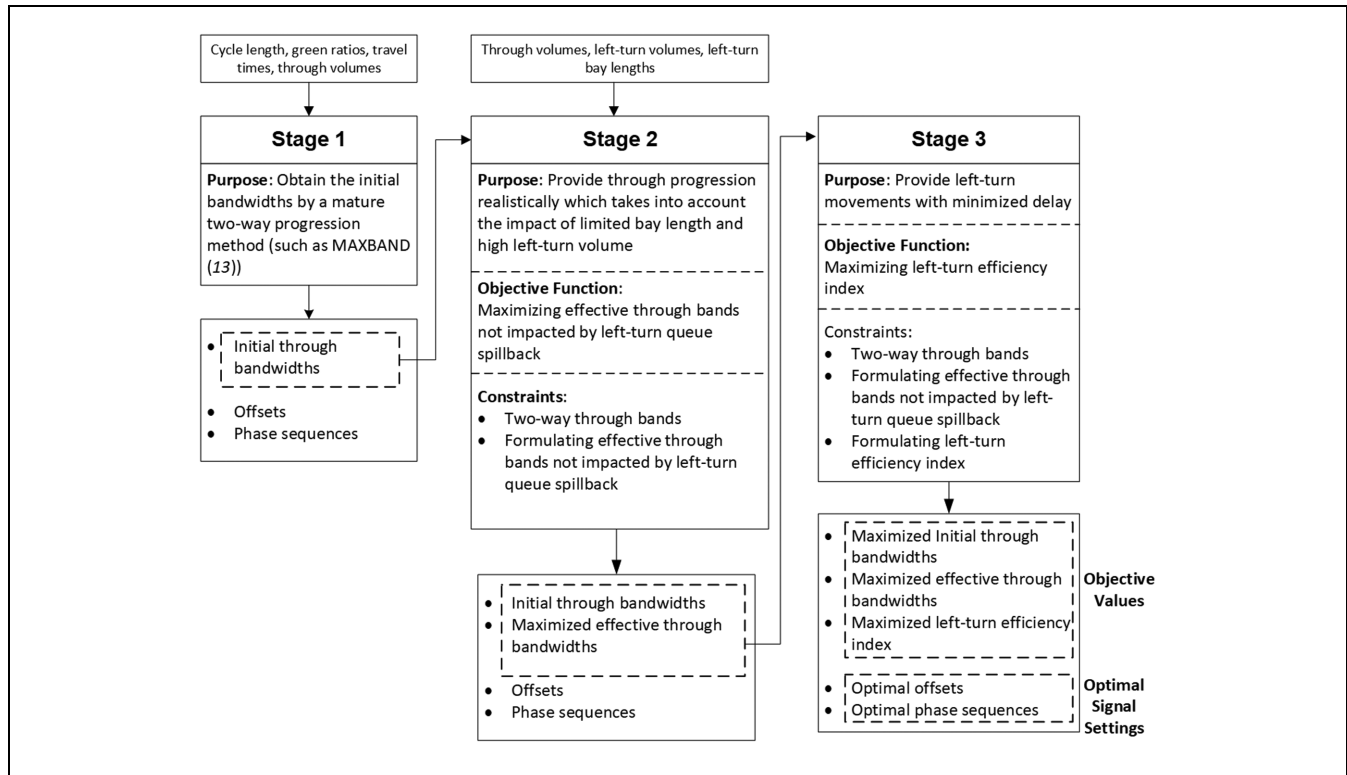 Cycle length, green ratios, travel
times, through volumes
Stage 1
Purpose: Obtain the initial
bandwidths by a mature
two-way progression
method (such as MAXBAND
(13))
• Initial through
bandwidths
• Offsets
• Phase sequences
Through volumes, left-turn volumes, left-turn
bay lengths
Stage 2
Purpose: Provide through progression
realistically which takes into account
the impact of limited bay length and
high left-turn volume
Objective Function:
Maximizing effective through bands
not impacted by left-turn queue
spillback
Constraints:
• Two-way through bands
• Formulating effective through
bands not impacted by left-turn
queue spillback
• Initial through bandwidths
• Maximized effective through
bandwidths
• Offsets
• Phase sequences
Stage 3
Purpose: Provide left-turn
movements with minimized delay
Objective Function:
Maximizing left-turn efficiency
index
Constraints:
• Two-way through bands
• Formulating effective through
bands not impacted by left-
turn queue spillback
• Formulating left-turn
efficiency index
• Maximized Initial through
bandwidths
• Maximized effective through
bandwidths
• Maximized left-turn efficiency
index
Objective
Values
• Optimal offsets
• Optimal phase sequences
Optimal
Signal
Settings